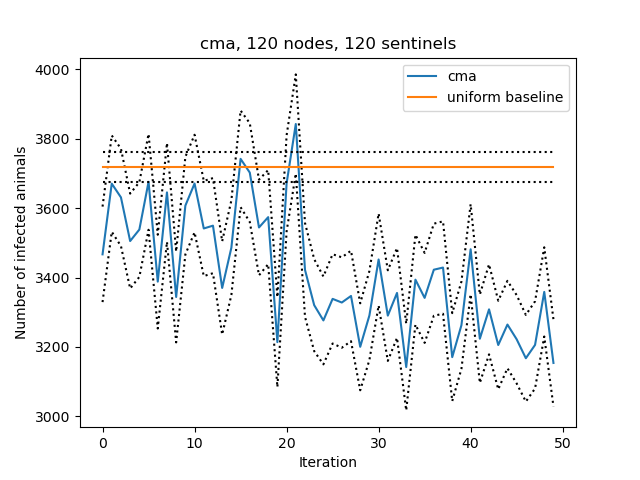 cma, 120 nodes, 120 sentinels
cma
uniform baseline
Number of infected animals
4000
3800
3600
3400
3200
3000
0 10 20 30 40 50
Iteration